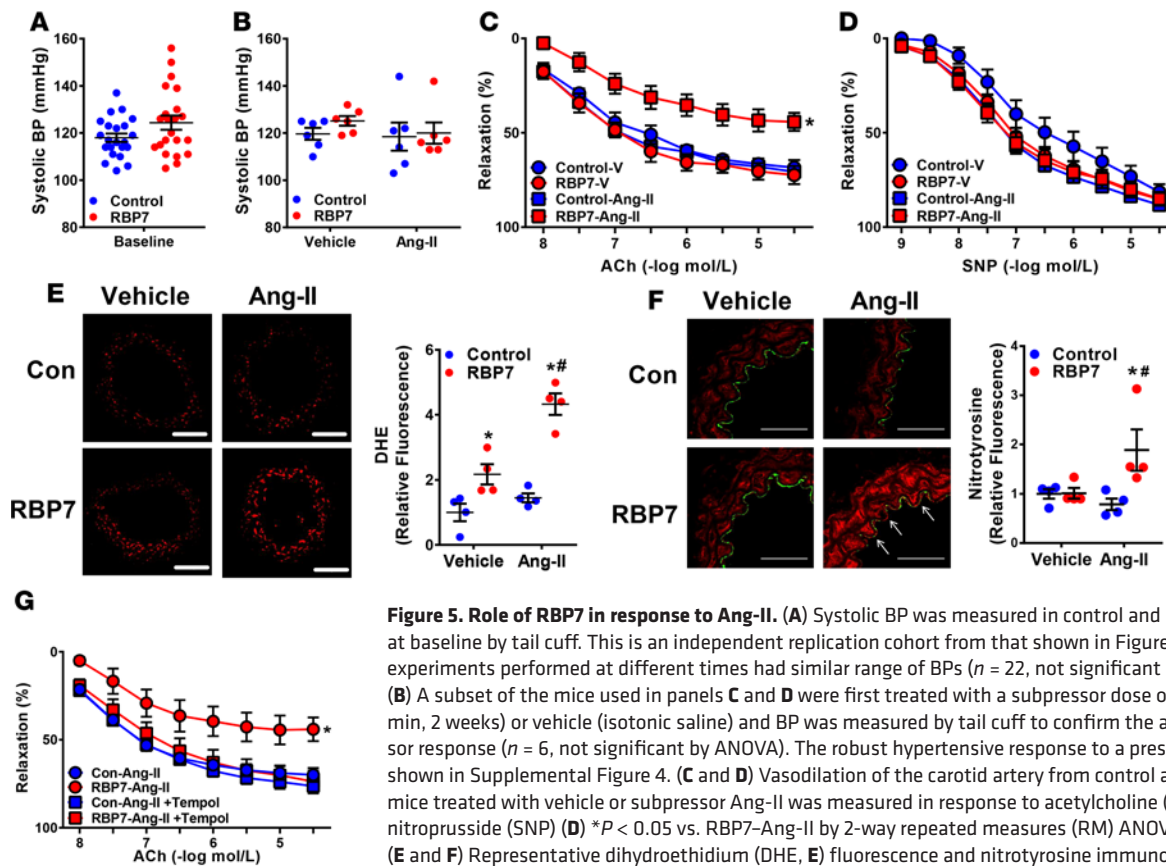 A
B
C
D
Systolic BP (mmHg)
160
140
120
100
80
Control
RBP7
Baseline
Systolic BP (mmHg)
160
140
120
100
80
Control
RBP7
Vehicle
Ang-II
Relaxation (%)
0
50
100
*
Control-V
RBP7-V
Control-Ang-II
RBP7-Ang-II
8 7 6 5
ACh (-log mol/L)
Relaxation (%)
0
50
100
Control-V
RBP7-V
Control-Ang-II
RBP7-Ang-II
9 8 7 6 5
SNP (-log mol/L)
E
Vehicle Ang-II
Con
RBP7
DHE
(Relative Fluorescence)
6
4
2
0
Control
RBP7
*
*#
Vehicle Ang-II
F
Vehicle Ang-II
Con
RBP7
Nitrotyrosine
(Relative Fluorescence)
4
3
2
1
0
Control
RBP7
*#
Vehicle Ang-II
G
Relaxation (%)
0
50
100
*
Con-Ang-II
RBP7-Ang-II
Con-Ang-II +Tempol
RBP7-Ang-II +Tempol
8 7 6 5
ACh (-log mol/L)
Figure 5. Role of RBP7 in response to Ang-II. (A) Systolic BP was measured in control and
at baseline by tail cuff. This is an independent replication cohort from that shown in Figure
experiments performed at different times had similar range of BPs (n = 22, not significant
(B) A subset of the mice used in panels C and D were first treated with a subpressor dose o
min, 2 weeks) or vehicle (isotonic saline) and BP was measured by tail cuff to confirm the a
sor response (n = 6, not significant by ANOVA). The robust hypertensive response to a pres
shown in Supplemental Figure 4. (C and D) Vasodilation of the carotid artery from control a
mice treated with vehicle or subpressor Ang-II was measured in response to acetylcholine (
nitroprusside (SNP) (D) *P < 0.05 vs. RBP7–Ang-II by 2-way repeated measures (RM) ANOV
(E and F) Representative dihydroethidium (DHE, E) fluorescence and nitrotyrosine immuno